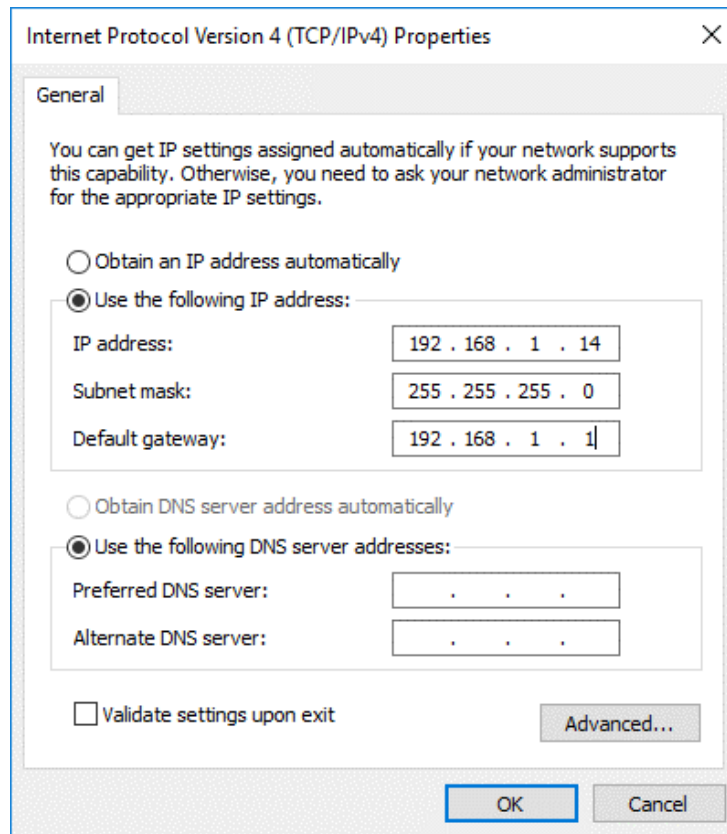 Internet Protocol Version 4 (TCP/IPv4) Properties
General
You can get IP settings assigned automatically if your network supports
this capability. Otherwise, you need to ask your network administrator
for the appropriate IP settings.
Obtain an IP address automatically
Use the following IP address:
IP address: 192 . 168 . 1 . 14
Subnet mask: 255 . 255 . 255 . 0
Default gateway: 192 . 168 . 1 . 1
Obtain DNS server address automatically
Use the following DNS server addresses:
Preferred DNS server: . . .
Alternate DNS server: . . .
Validate settings upon exit
Advanced...
OK Cancel